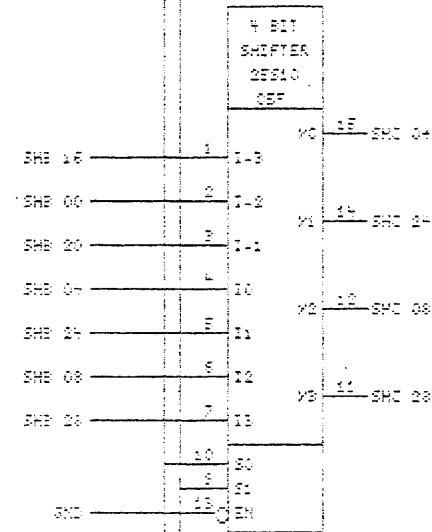 4 BIT
SHIFTER
25S10
05F
Y0 15 SHC 04
SHB 16 1 I-3
SHB 00 2 I-2
Y1 14 SHC 24
SHB 20 3 I-1
SHB 04 4 I0
Y2 12 SHC 08
SHB 24 5 I1
SHB 08 6 I2
Y3 11 SHC 28
SHB 28 7 I3
10 S0
9 S1
GND 13 EN